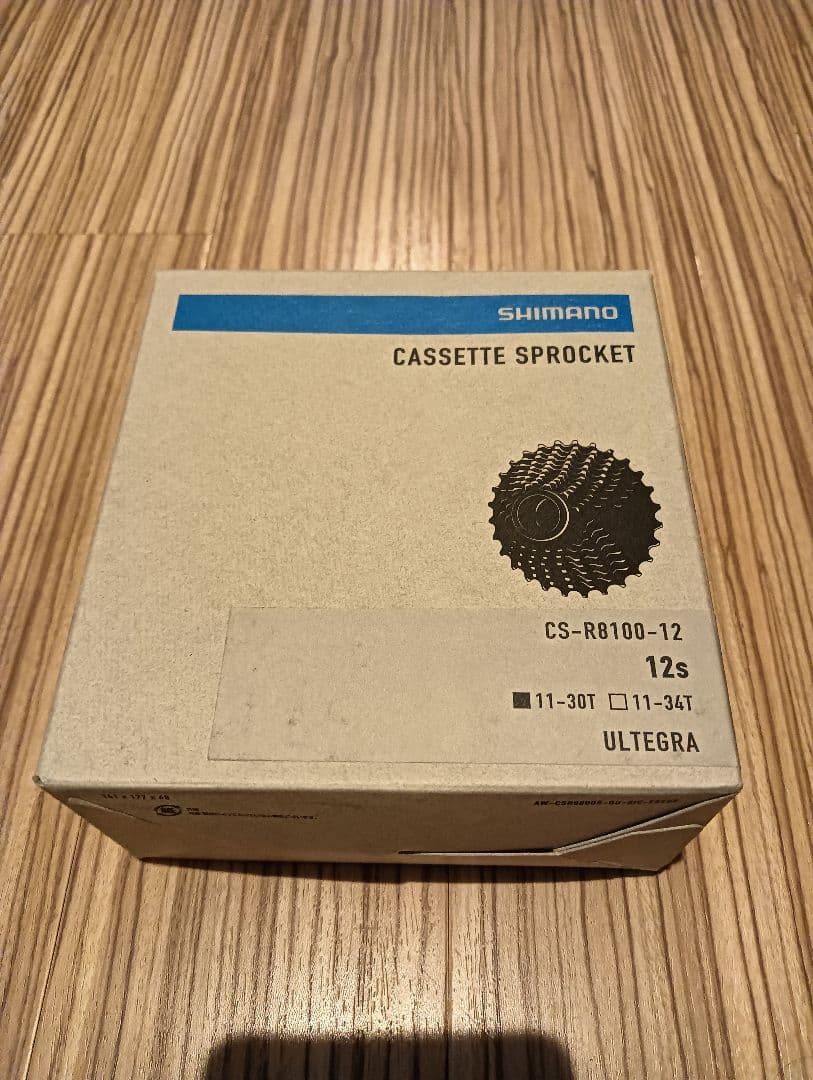 SHIMANO
CASSETTE SPROCKET
CS-R8100-12
12s
■11-30T □11-34T
ULTEGRA